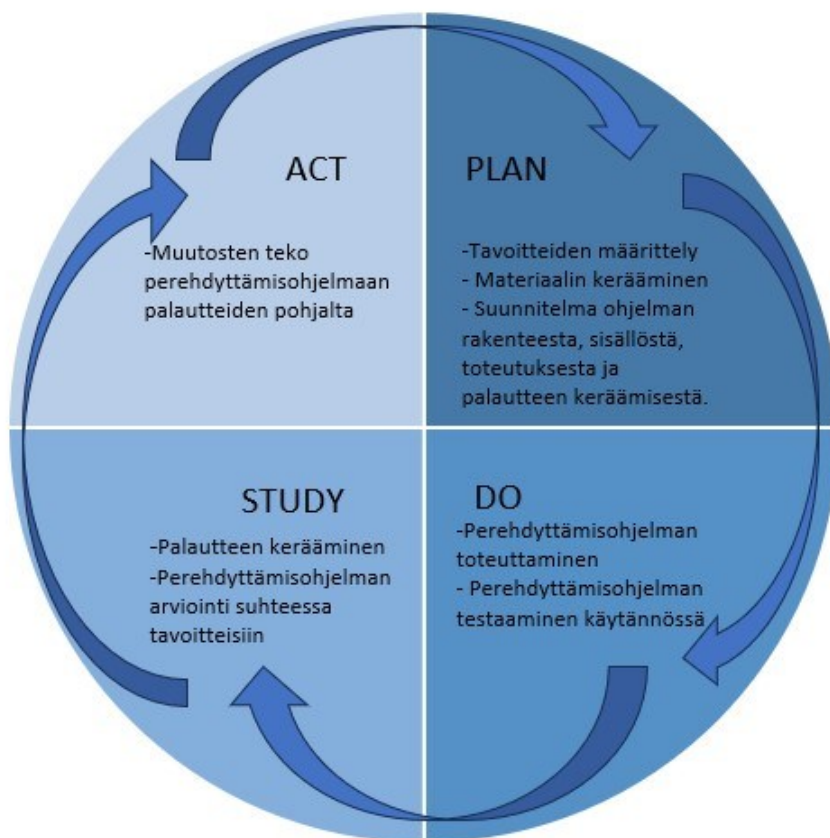 ACT
-Muutosten teko
perehdyttämisohjelmaan
palautteiden pohjalta
PLAN
-Tavoitteiden määrittely
- Materiaalin kerääminen
- Suunnitelma ohjelman
rakenteesta, sisällöstä,
toteutuksesta ja
palautteen keräämisestä.
STUDY
-Palautteen kerääminen
-Perehdyttämisohjelman
arviointi suhteessa
tavoitteisiin
DO
-Perehdyttämisohjelman
toteuttaminen
- Perehdyttämisohjelman
testaaminen käytännössä